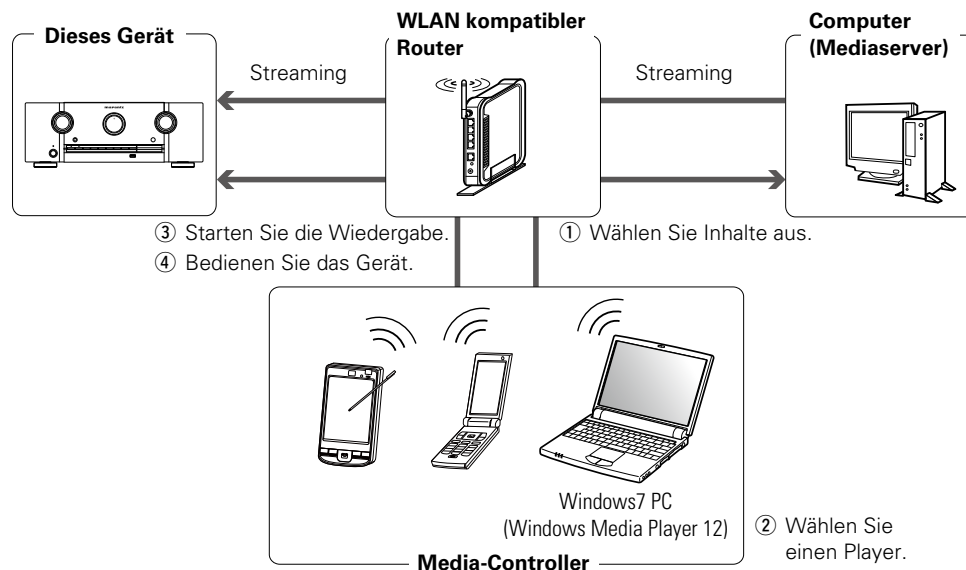 Dieses Gerät
WLAN kompatibler
Router
Computer
(Mediaserver)
Streaming
Streaming
marantz
③ Starten Sie die Wiedergabe.
④ Bedienen Sie das Gerät.
① Wählen Sie Inhalte aus.
Windows7 PC
(Windows Media Player 12)
② Wählen Sie
einen Player.
Media-Controller